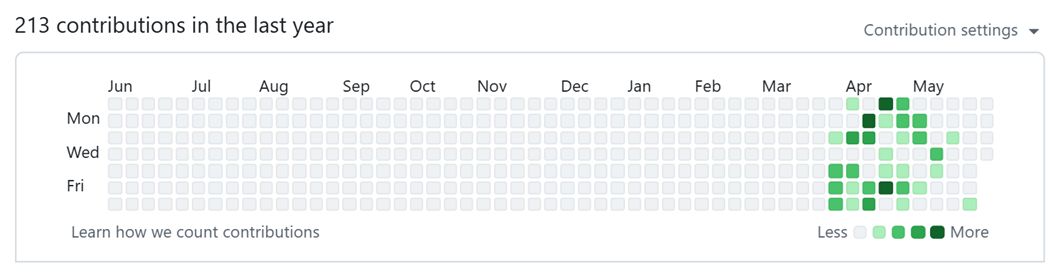 213 contributions in the last year
Contribution settings
Jun Jul Aug Sep Oct Nov Dec Jan Feb Mar Apr May
Mon
Wed
Fri
Learn how we count contributions
Less More